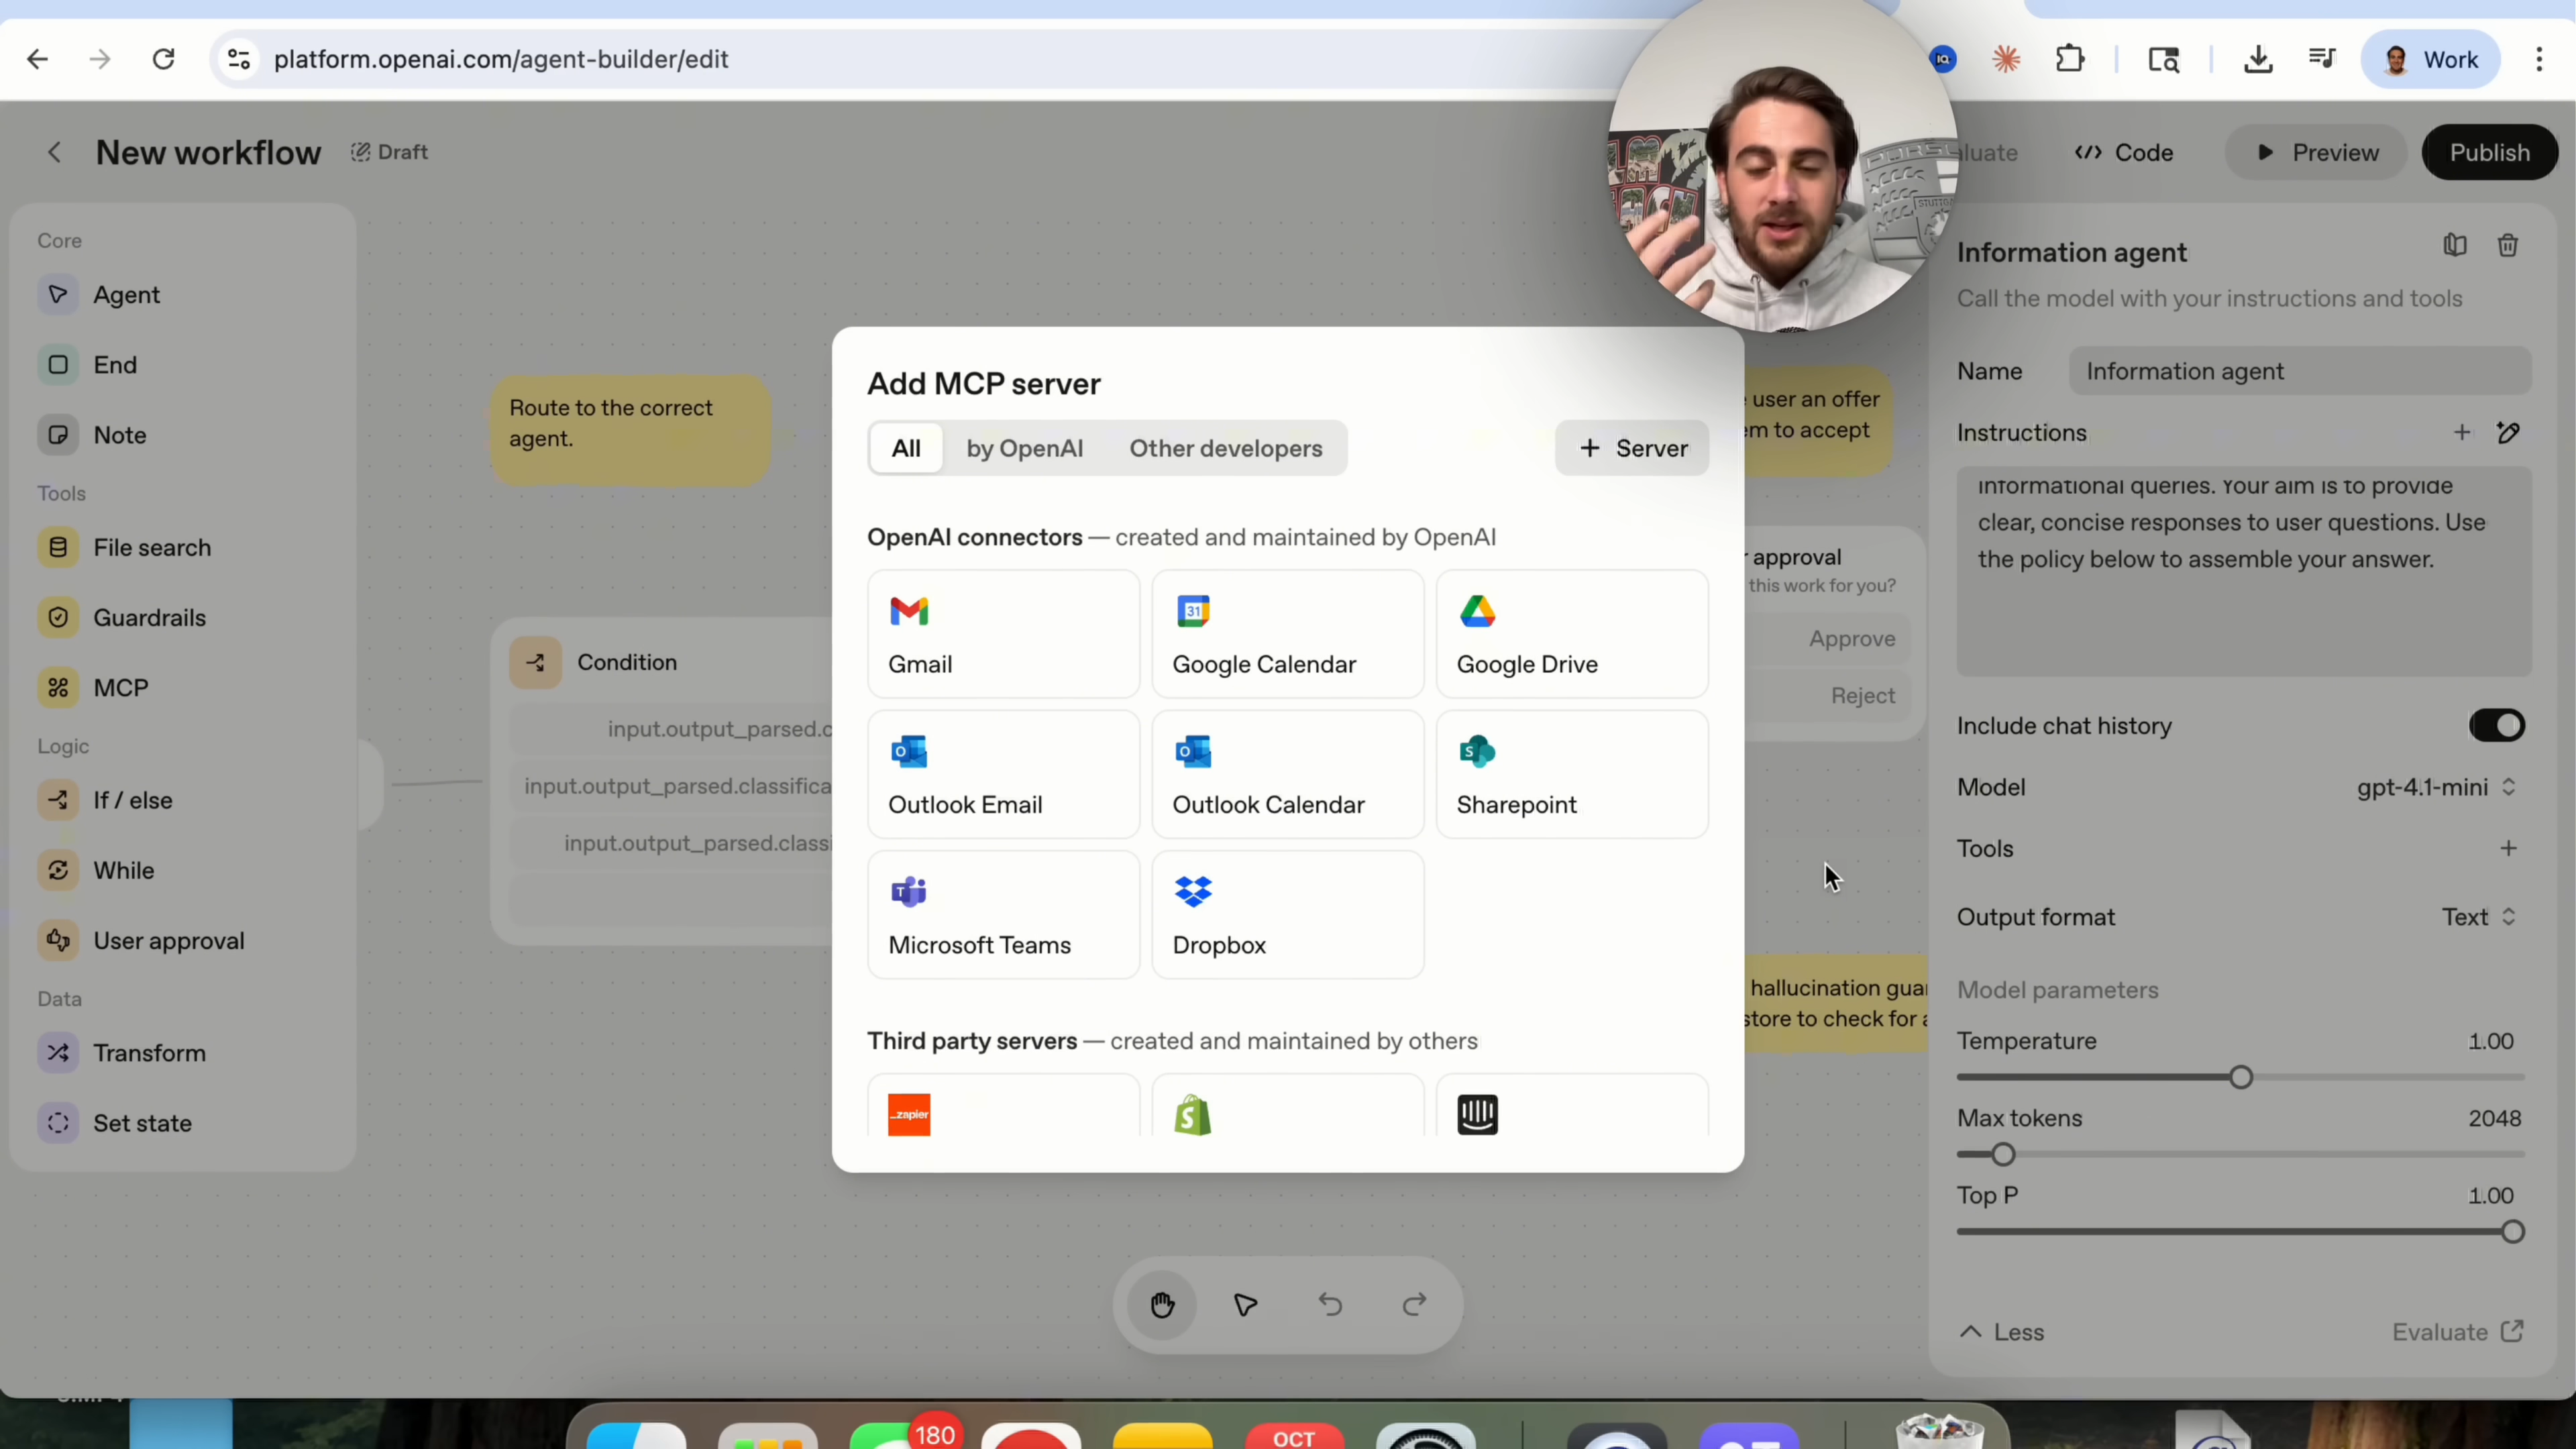 platform.openai.com/agent-builder/edit
Work
New workflow
Draft
Code
Preview
Publish
Core
Agent
End
Note
Tools
File search
Guardrails
MCP
Logic
If / else
While
User approval
Data
Transform
Set state
Route to the correct
agent.
Condition
input.output_parsed.c
input.output_parsed.classifica
input.output_parsed.classi
Add MCP server
All
by OpenAI
Other developers
+ Server
OpenAI connectors — created and maintained by OpenAI
Gmail
31
Google Calendar
Google Drive
Outlook Email
Outlook Calendar
Sharepoint
Microsoft Teams
Dropbox
Third party servers — created and maintained by others
zapier
user an offer
em to accept
approval
this work for you?
Approve
Reject
hallucination guar
store to check for a
Information agent
Call the model with your instructions and tools
Name
Information agent
Instructions
informational queries. Your aim is to provide
clear, concise responses to user questions. Use
the policy below to assemble your answer.
Include chat history
Model
gpt-4.1-mini
Tools
Output format
Text
Model parameters
Temperature
1.00
Max tokens
2048
Top P
1.00
Less
Evaluate
180
OCT